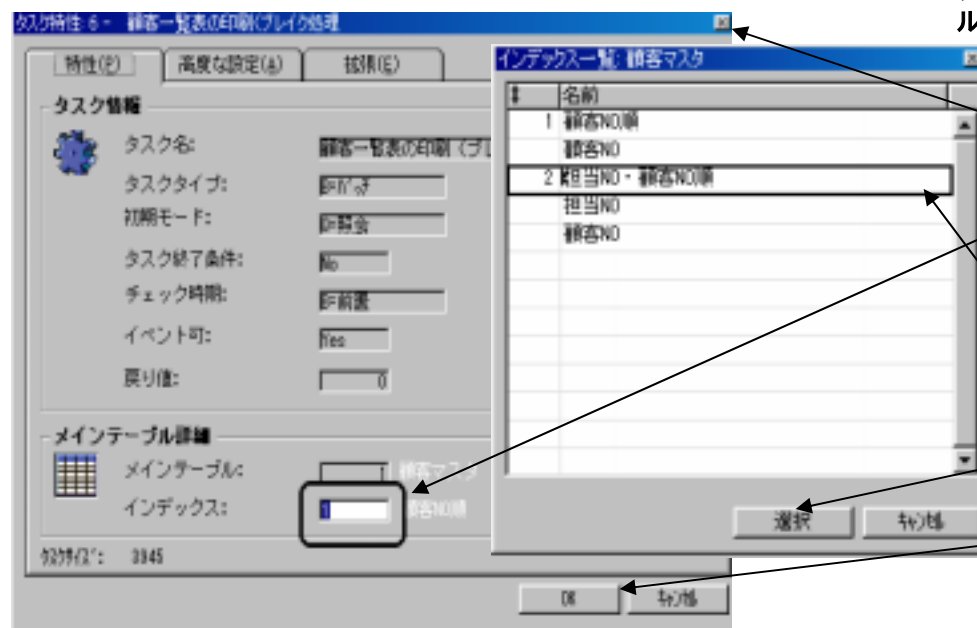 ル
タスク特性: 6 - 顧客一覧表の印刷(ブレイク処理
特性(P) 高度な設定(A) 拡張(E)
タスク情報
タスク名: 顧客一覧表の印刷（ブレ
タスクタイプ: B=バッチ
初期モード: Q=照会
タスク終了条件: No
チェック時期: B=前置
イベント可: Yes
戻り値: 0
メインテーブル詳細
メインテーブル: 1 顧客マスタ
インデックス: 1 顧客NO順
タスクサイズ: 3945
OK キャンセル
インデックス一覧: 顧客マスタ
# 名前
1 顧客NO順
顧客NO
2 担当NO - 顧客NO順
担当NO
顧客NO
選択 キャンセル